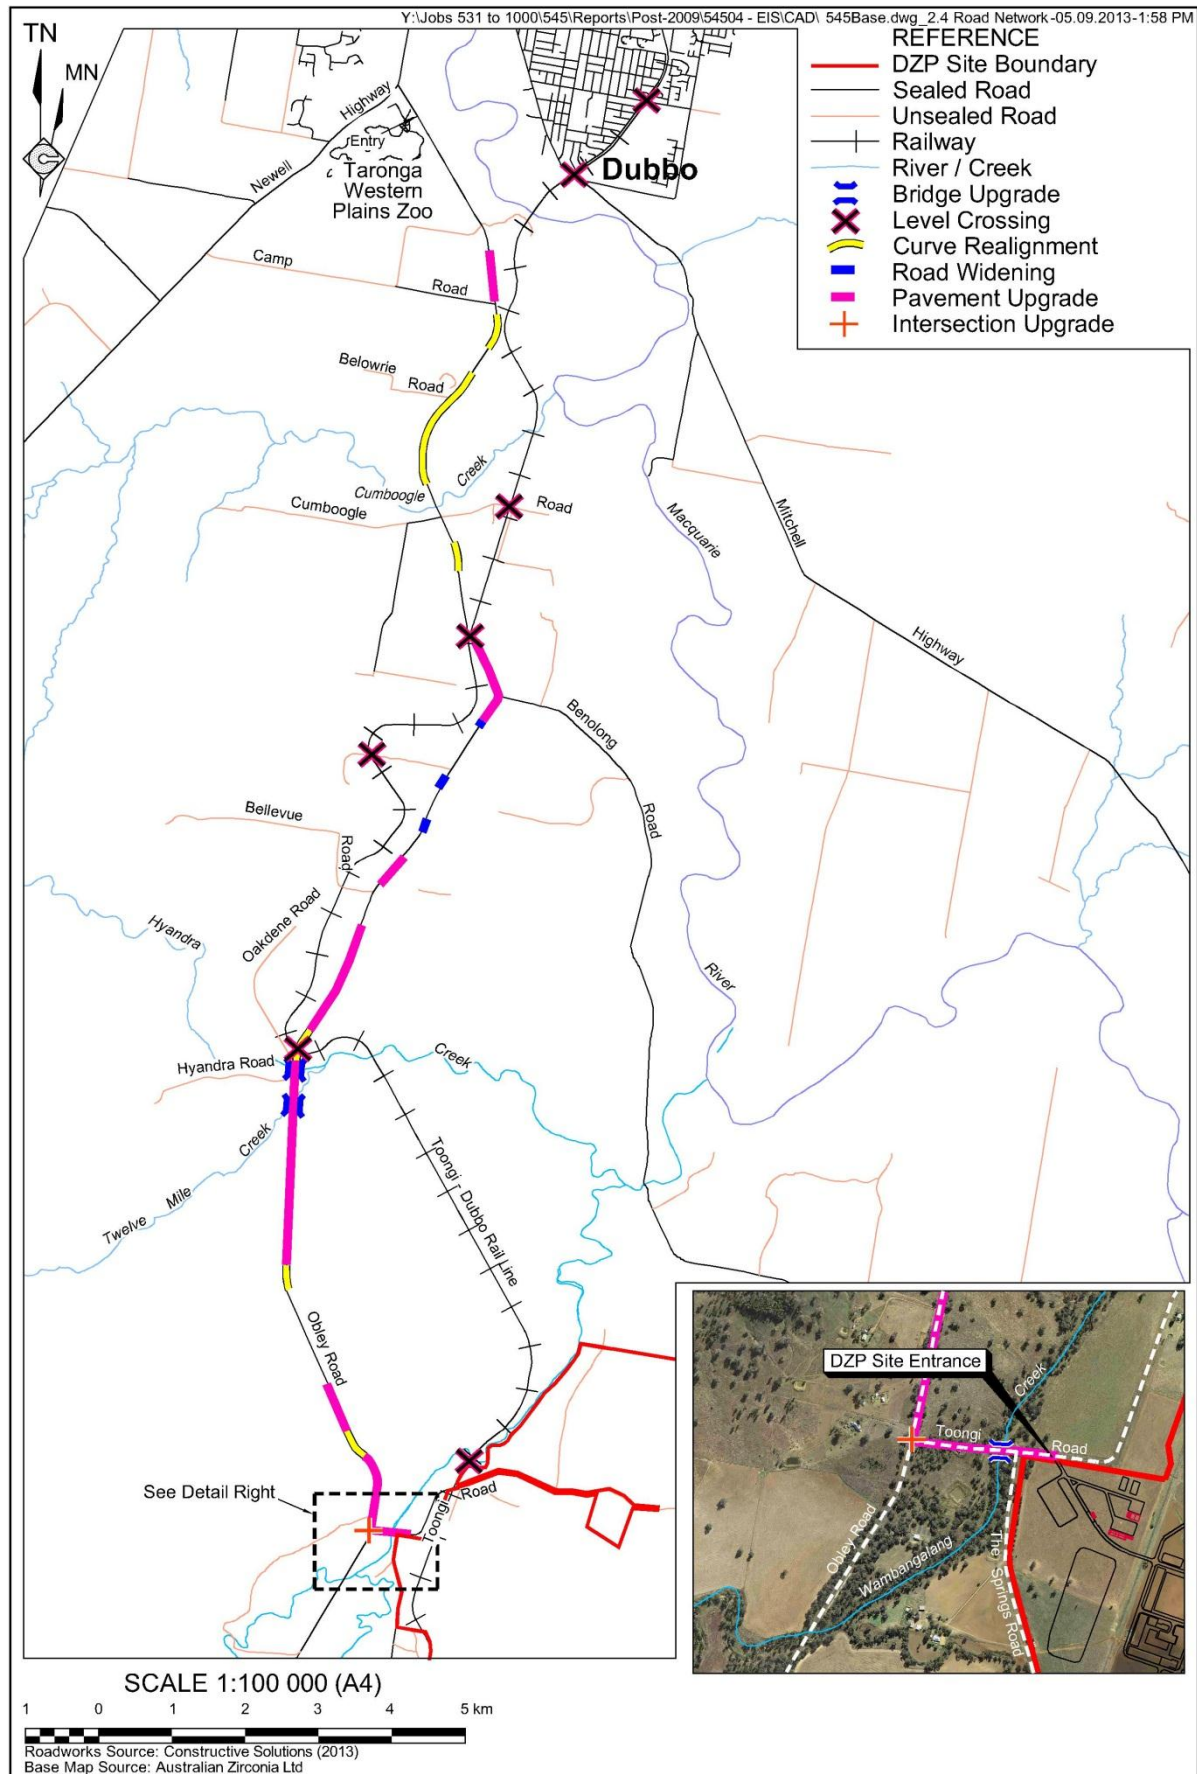 Y:\Jobs 531 to 1000\545\Reports\Post-2009\54504 - EIS\CAD\ 545Base.dwg_2.4 Road Network-05.09.2013-1:58 PM
TN
MN
REFERENCE
DZP Site Boundary
Sealed Road
Unsealed Road
Railway
River / Creek
Bridge Upgrade
Level Crossing
Curve Realignment
Road Widening
Pavement Upgrade
Intersection Upgrade
Newell
Highway
Entry
Taronga
Western
Plains Zoo
Dubbo
Camp
Road
Belowrie
Road
Cumboogle
Creek
Cumboogle
Road
Macquarie
Mitchell
Highway
Benolong
Road
Bellevue
Road
Oakdene Road
Hyandra
River
Hyandra Road
Creek
Twelve
Mile
Creek
Toongi - Dubbo Rail Line
Obley Road
See Detail Right
Toongi
Road
DZP Site Entrance
Creek
Toongi
Road
Obley Road
Wambangalang
The Springs Road
SCALE 1:100 000 (A4)
1 0 1 2 3 4 5 km
Roadworks Source: Constructive Solutions (2013)
Base Map Source: Australian Zirconia Ltd